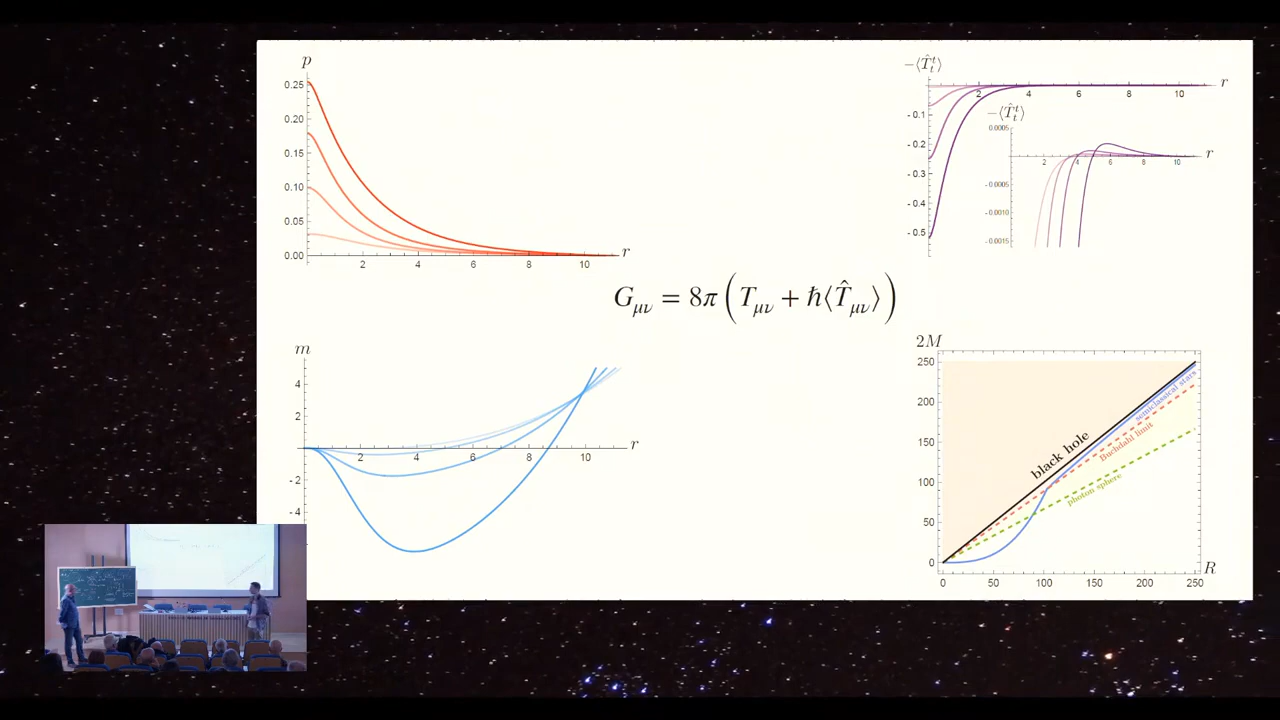 p
0.25
0.20
0.15
0.10
0.05
0.00
2 4 6 8 10
r
−⟨T̂ᵗₜ⟩
2 4 6 8 10
r
- 0.1
- 0.2
- 0.3
- 0.4
- 0.5
−⟨T̂ᵗₜ⟩
0.0005
2 4 6 8 10
r
- 0.0005
- 0.0010
- 0.0015
G_μν = 8π ( T_μν + ħ⟨T̂_μν⟩ )
m
4
2
2 4 6 8 10
r
- 2
- 4
2M
250
200
150
100
50
0
black hole
semiclassical stars
Buchdahl limit
photon sphere
0 50 100 150 200 250
R